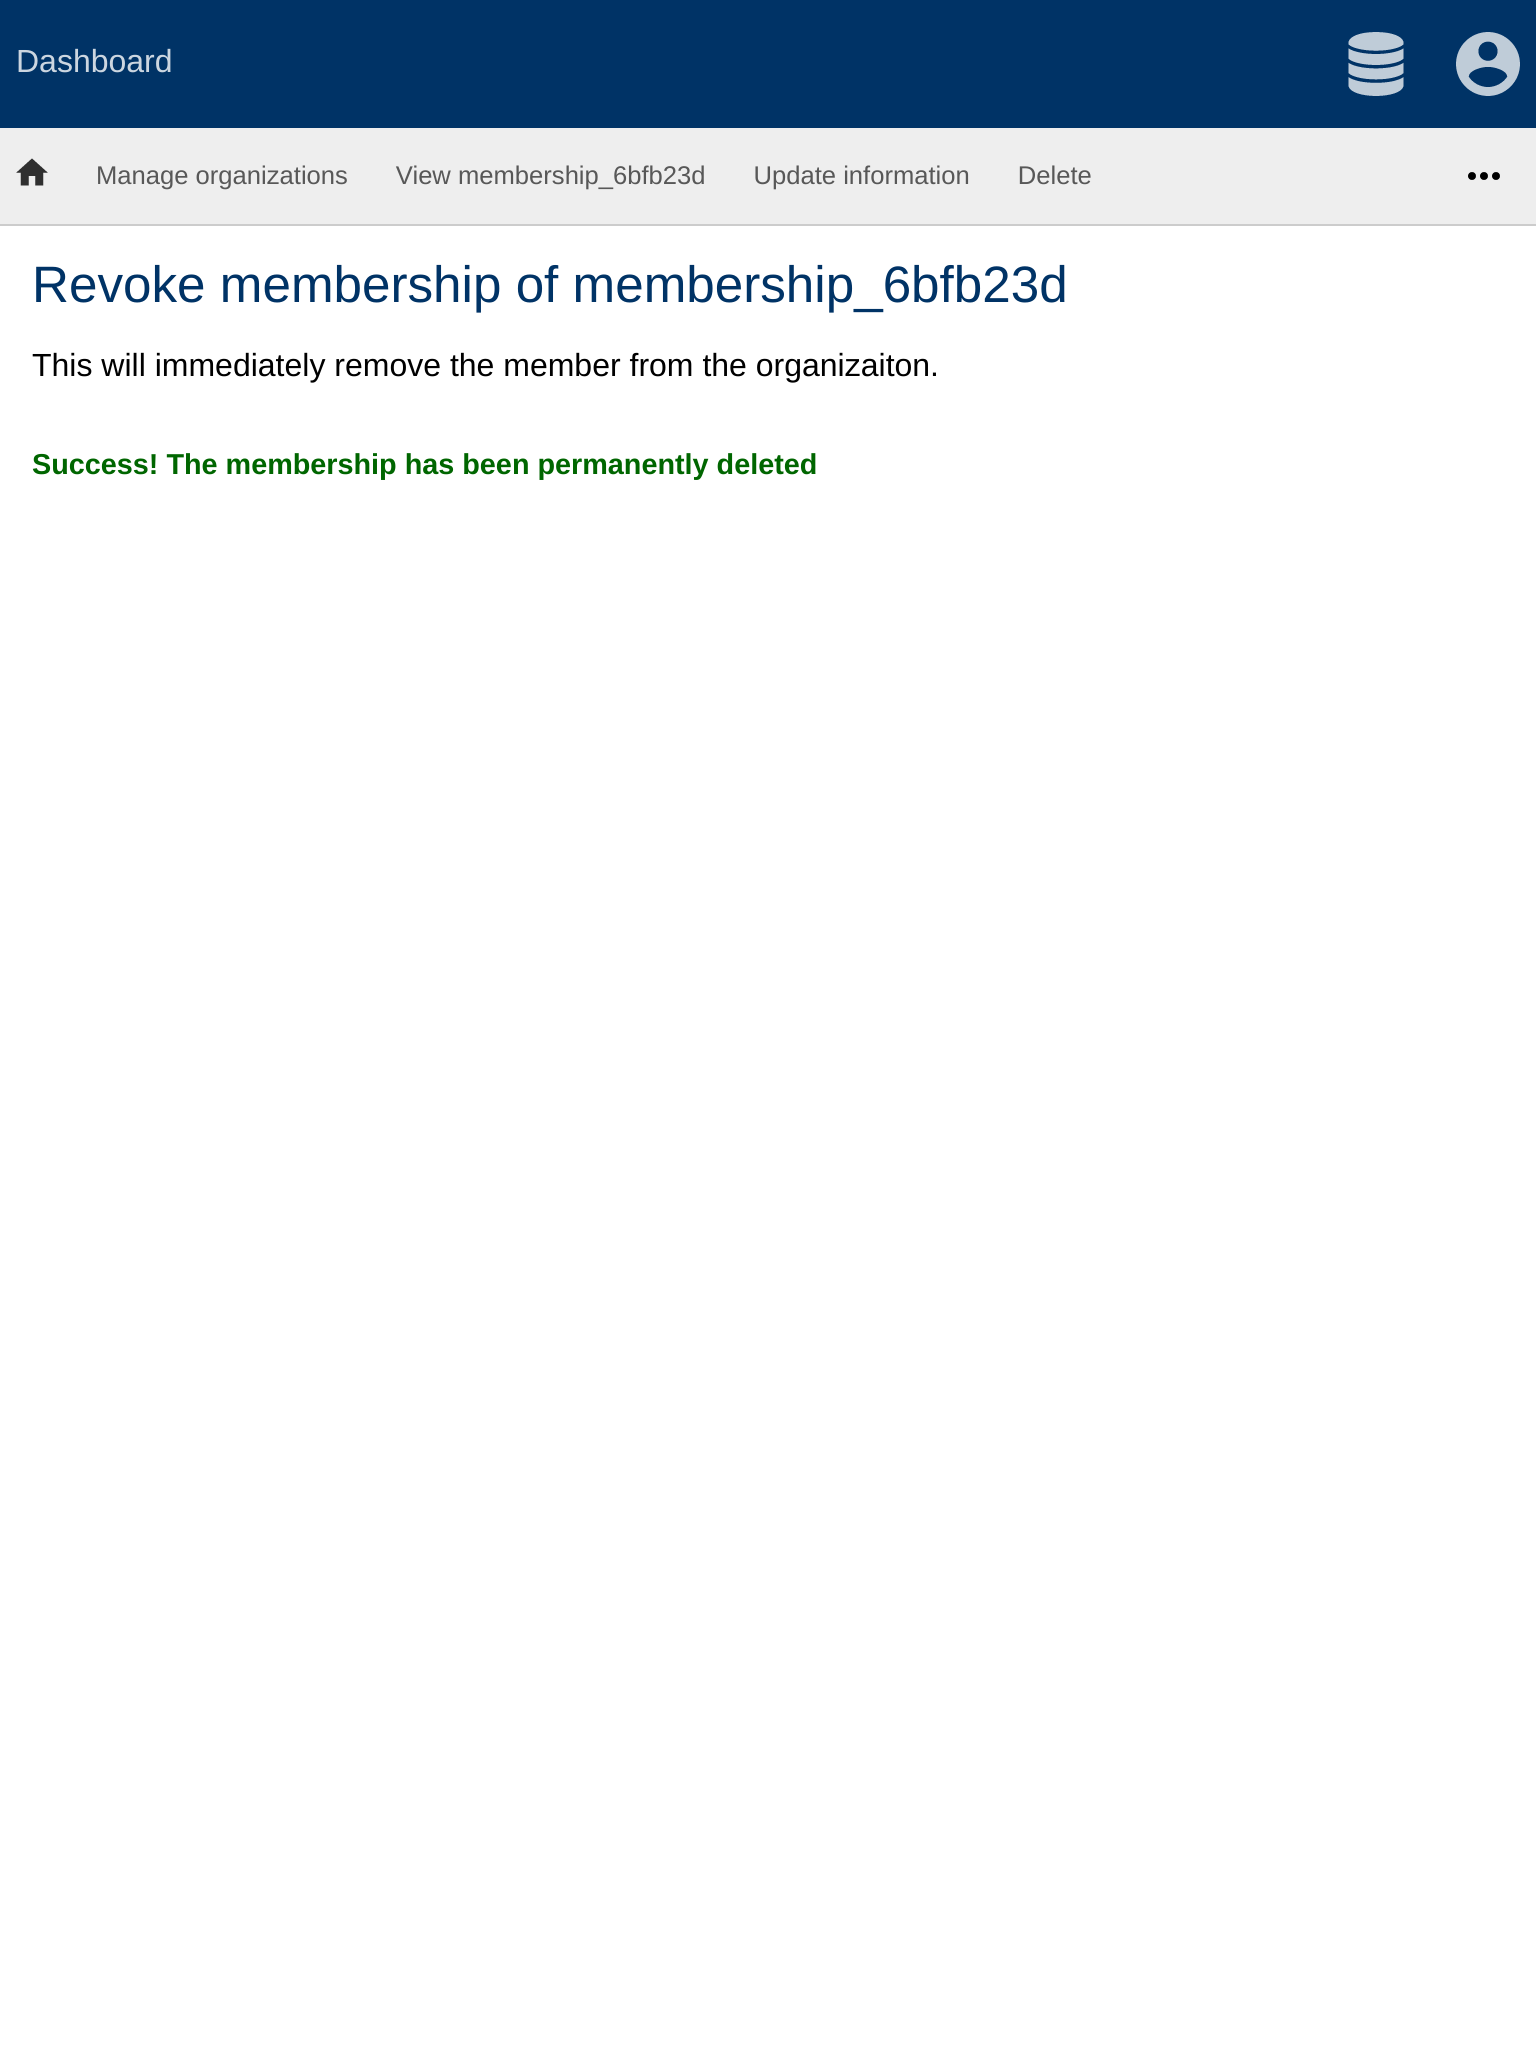 Dashboard
Manage organizations View membership_6bfb23d Update information Delete
Revoke membership of membership_6bfb23d
This will immediately remove the member from the organizaiton.
Success! The membership has been permanently deleted